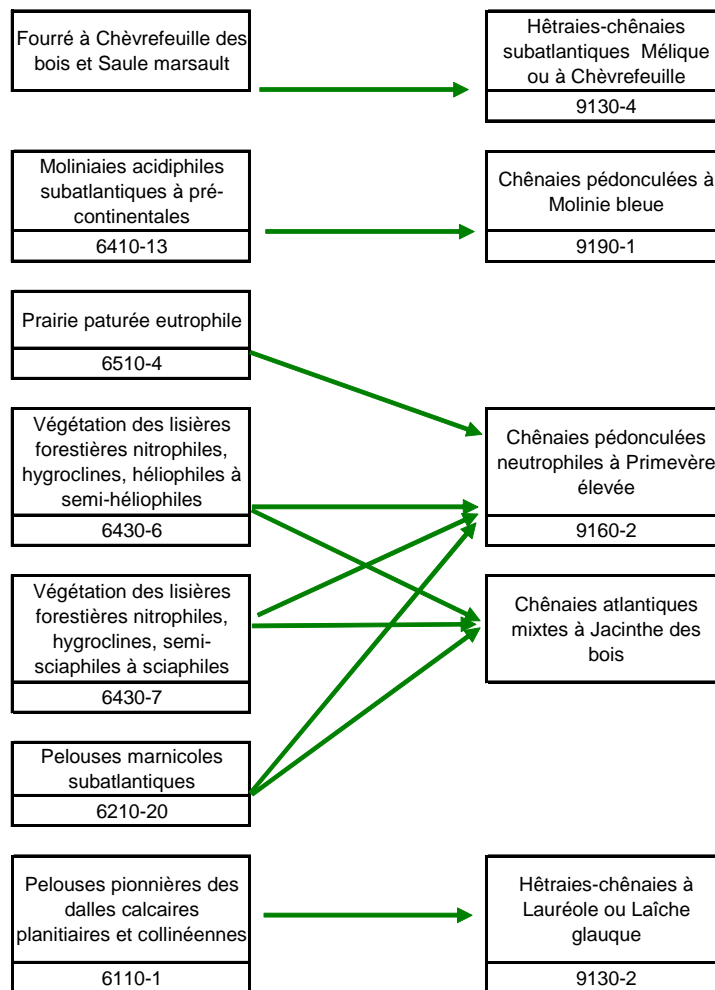 Fourré à Chèvrefeuille des
bois et Saule marsault
Hêtraies-chênaies
subatlantiques Mélique
ou à Chèvrefeuille
9130-4
Moliniaies acidiphiles
subatlantiques à pré-
continentales
6410-13
Chênaies pédonculées à
Molinie bleue
9190-1
Prairie paturée eutrophile
6510-4
Végétation des lisières
forestières nitrophiles,
hygroclines, héliophiles à
semi-héliophiles
6430-6
Chênaies pédonculées
neutrophiles à Primevère
élevée
9160-2
Végétation des lisières
forestières nitrophiles,
hygroclines, semi-
sciaphiles à sciaphiles
6430-7
Chênaies atlantiques
mixtes à Jacinthe des
bois
Pelouses marnicoles
subatlantiques
6210-20
Pelouses pionnières des
dalles calcaires
planitiaires et collinéennes
6110-1
Hêtraies-chênaies à
Lauréole ou Laîche
glauque
9130-2